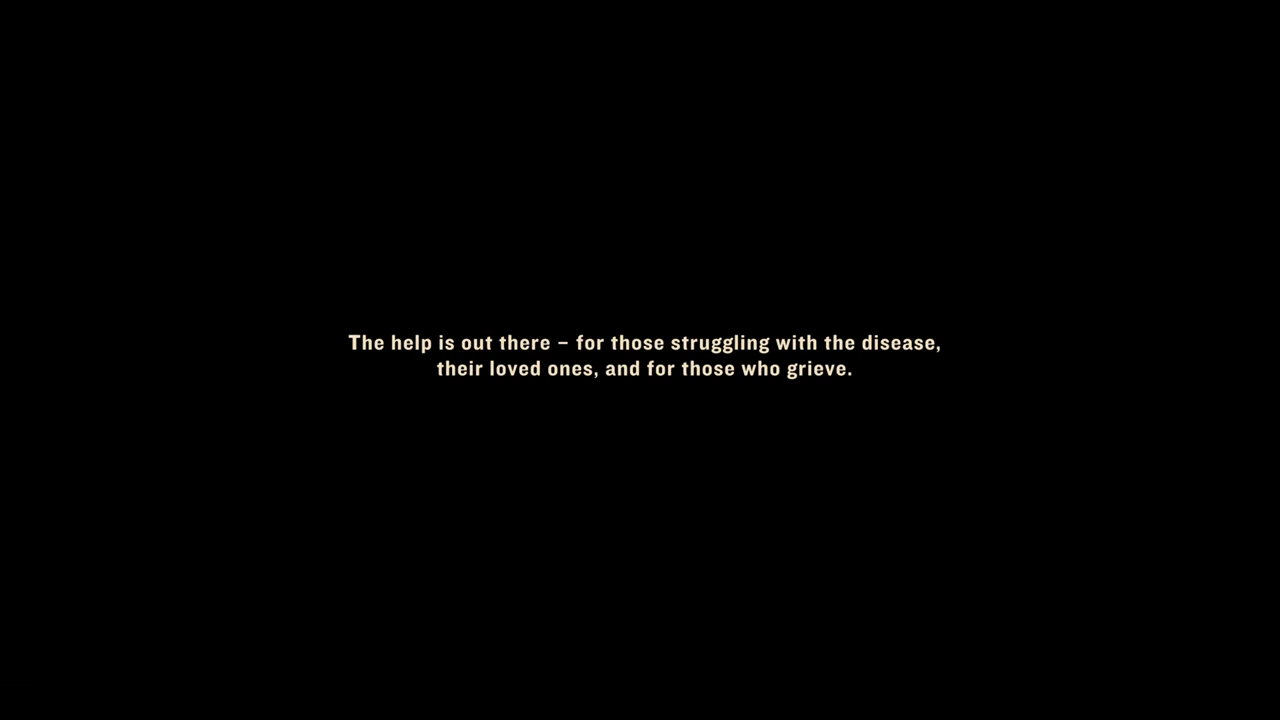 The help is out there – for those struggling with the disease,
their loved ones, and for those who grieve.